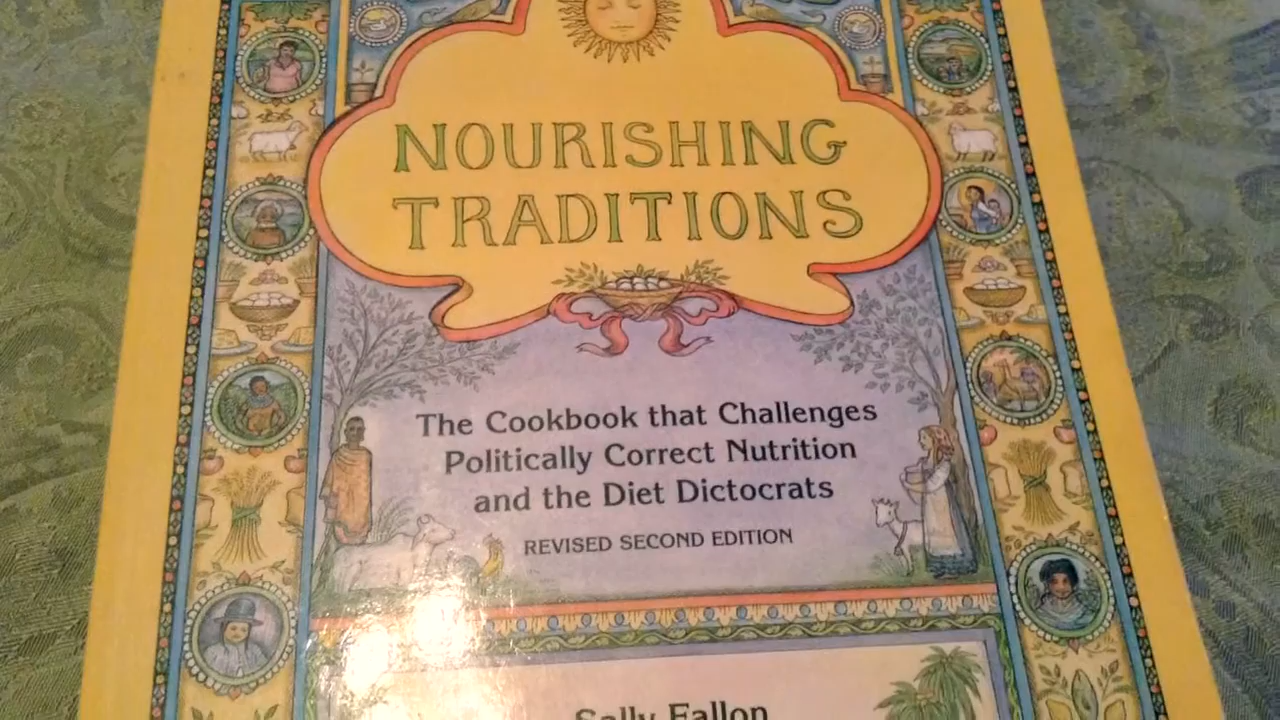 NOURISHING
TRADITIONS
The Cookbook that Challenges
Politically Correct Nutrition
and the Diet Dictocrats
REVISED SECOND EDITION
Sally Fallon